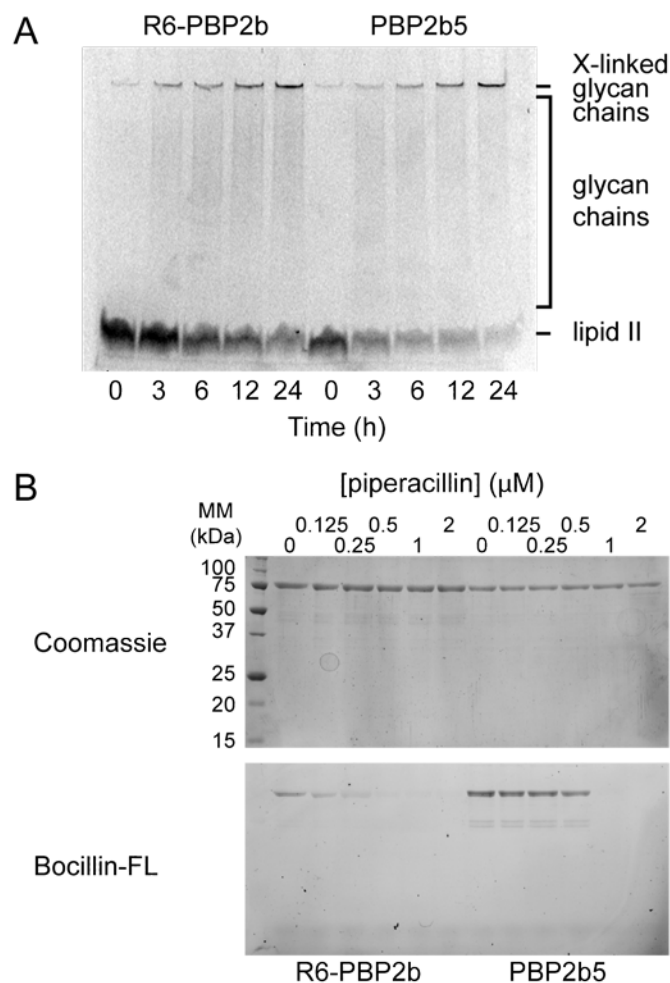 A
R6-PBP2b PBP2b5
X-linked
glycan
chains
glycan
chains
lipid II
0 3 6 12 24 0 3 6 12 24
Time (h)
B
[piperacillin] (µM)
MM
(kDa)
0.125 0.5 2 0.125 0.5 2
0 0.25 1 0 0.25 1
100
75
50
37
25
20
15
Coomassie
Bocillin-FL
R6-PBP2b PBP2b5